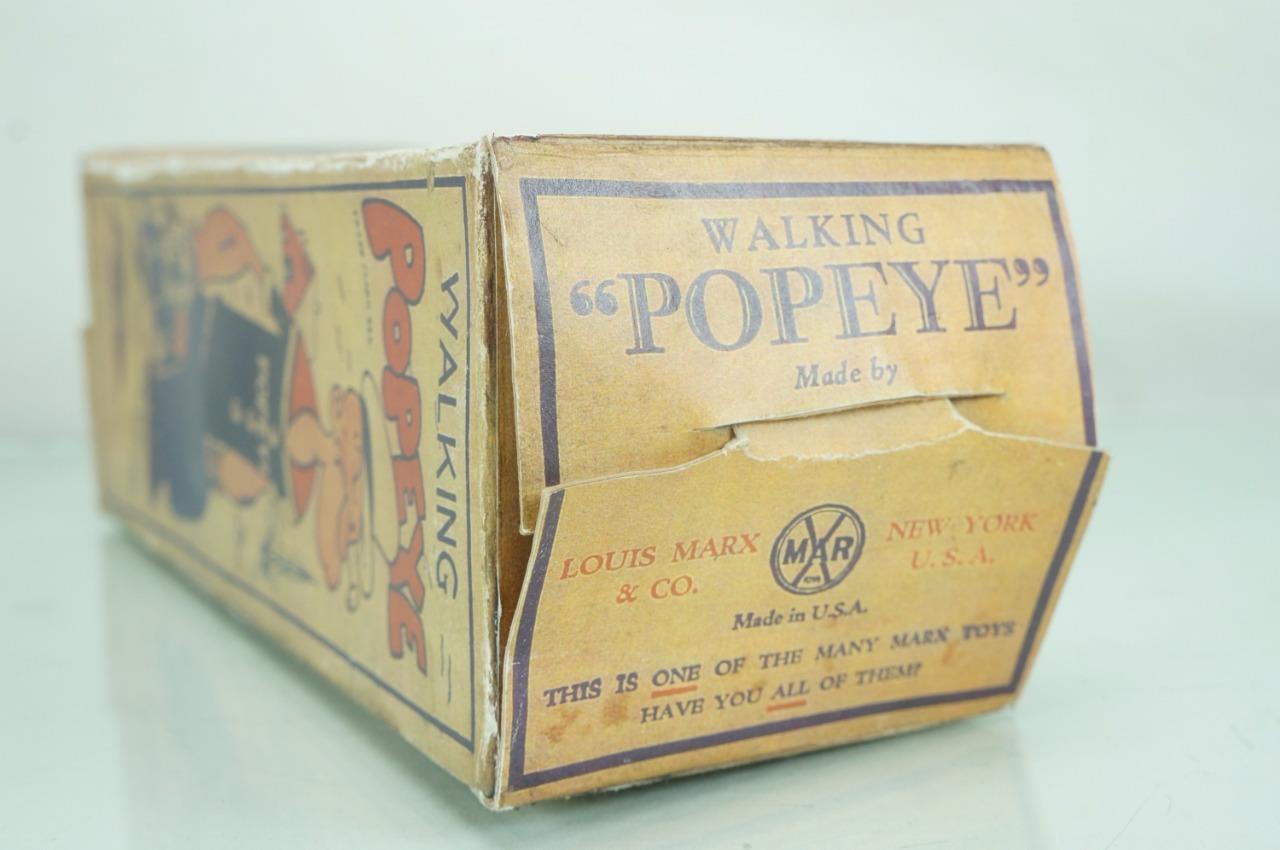 WALKING
"POPEYE"
Made by
LOUIS MARX
& CO.
MAR
NEW YORK
U.S.A.
Made in U.S.A.
THIS IS ONE OF THE MANY MARX TOYS
HAVE YOU ALL OF THEM?
WALKING
POPEYE